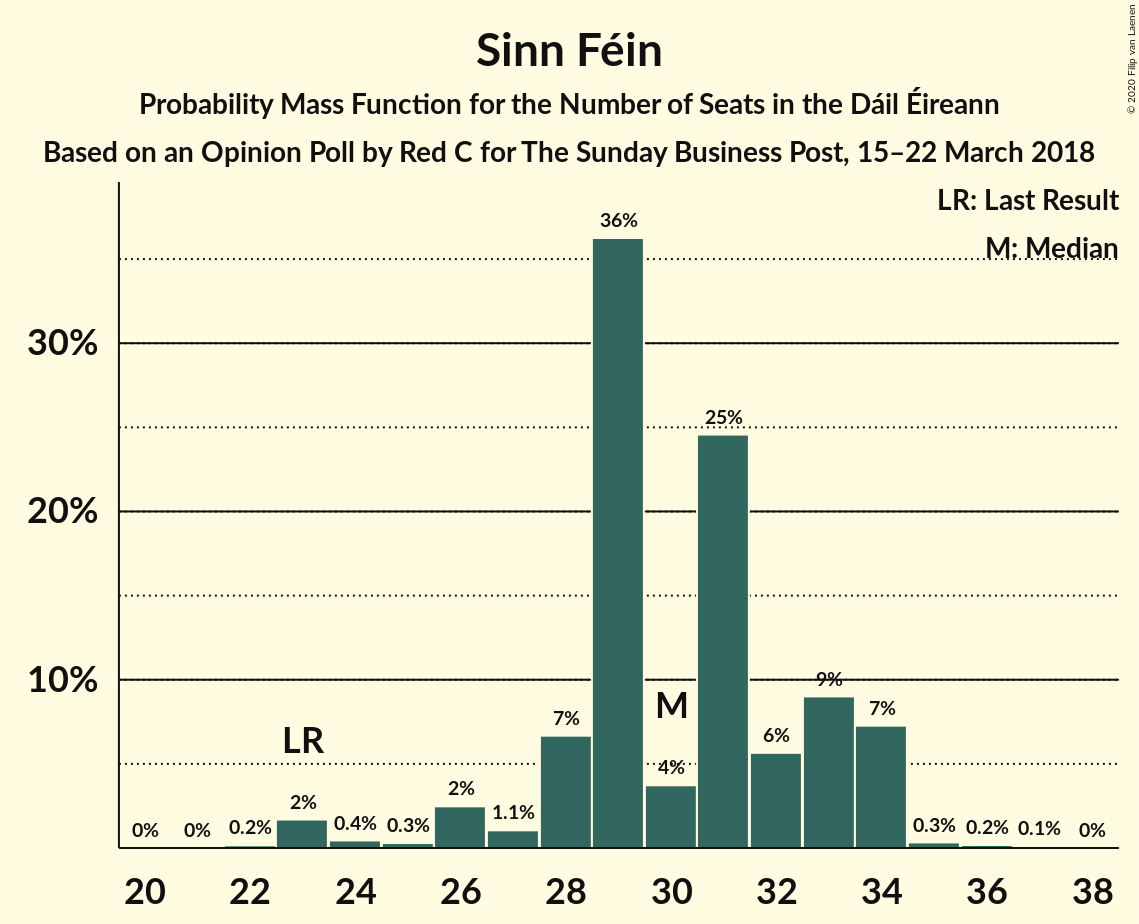 Sinn Féin
Probability Mass Function for the Number of Seats in the Dáil Éireann
Based on an Opinion Poll by Red C for The Sunday Business Post, 15–22 March 2018
© 2020 Filip van Laenen
LR: Last Result
M: Median
30%
20%
10%
0%
0%
0.2%
2%
0.4%
0.3%
2%
1.1%
7%
36%
4%
25%
6%
9%
7%
0.3%
0.2%
0.1%
0%
LR
M
20 22 24 26 28 30 32 34 36 38